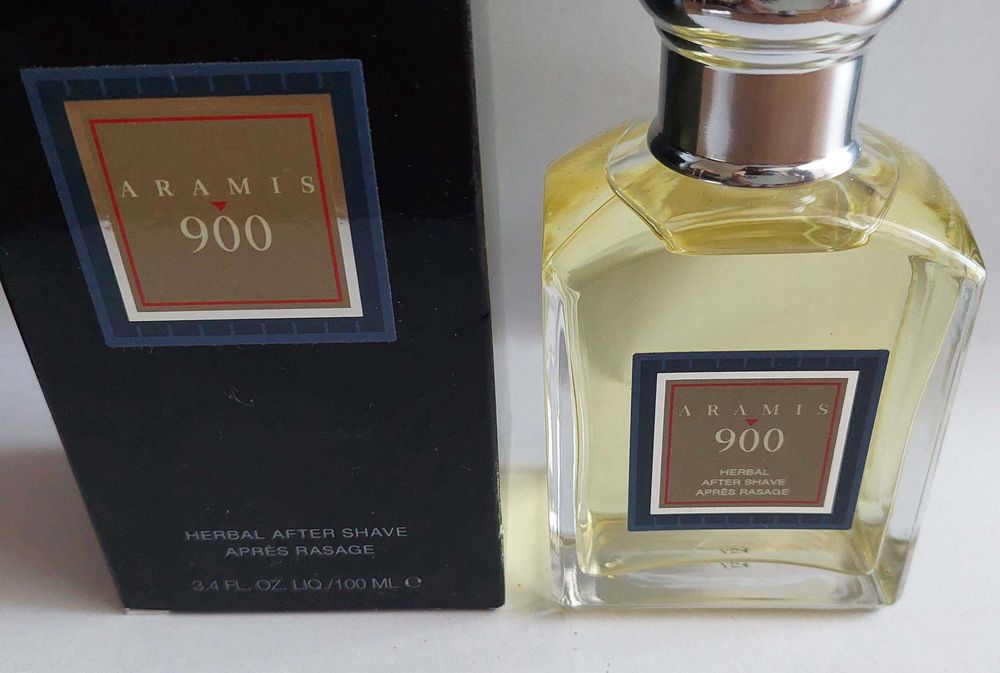 ARAMIS
900
HERBAL AFTER SHAVE
APRÈS RASAGE
3.4 FL. OZ. LIQ./100 ML ℮
ARAMIS
900
HERBAL
AFTER SHAVE
APRÈS RASAGE